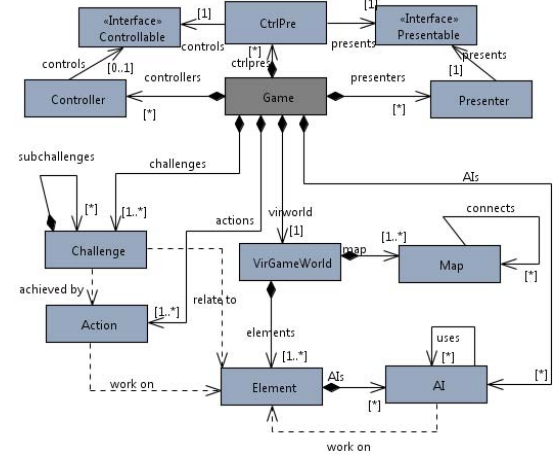 [1]
[1]
«Interface»
Controllable
CtrlPre
«Interface»
Presentable
controls
presents
[*]
ctrlpres
controls
[0..1]
controllers
presenters
[1]
presents
Controller
Game
Presenter
[*]
[*]
subchallenges
challenges
AIs
[*]
[1..*]
actions
virworld
[1]
[1..*]
connects
Challenge
VirGameWorld
map
Map
[*]
achieved by
relate to
Action
[1..*]
elements
[1..*]
uses
[*]
work on
Element
AIs
[*]
AI
[*]
work on